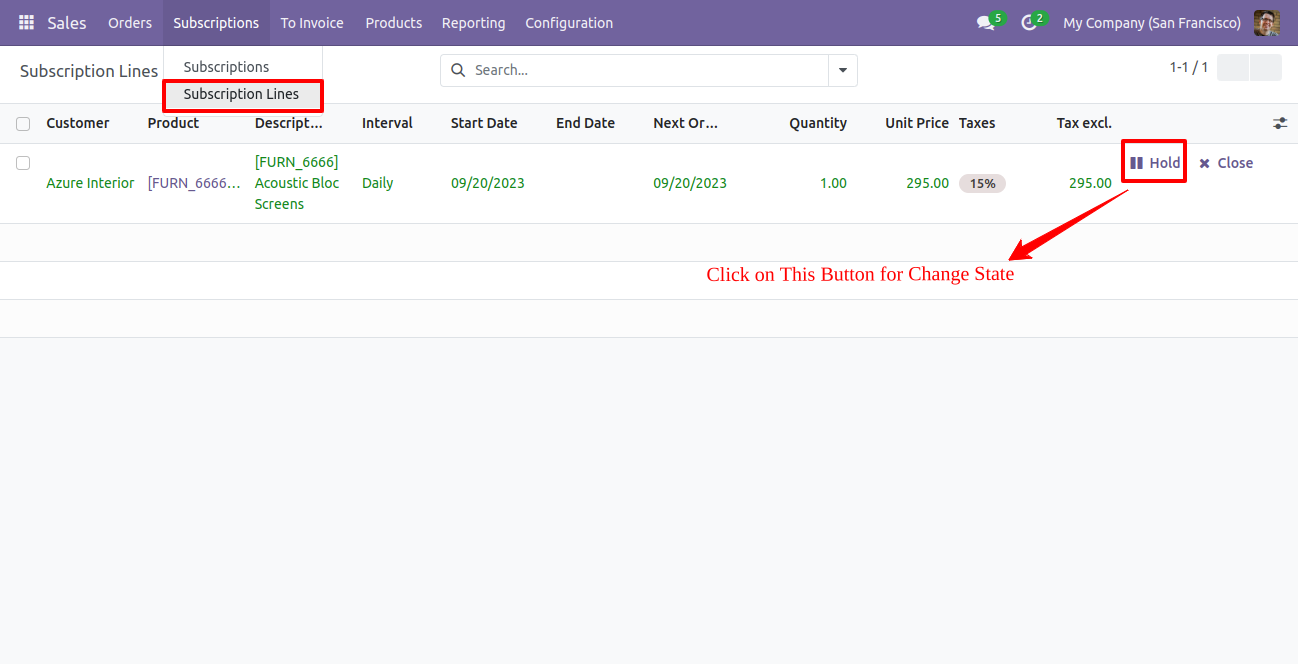 Sales Orders Subscriptions To Invoice Products Reporting Configuration 5 2 My Company (San Francisco)
Subscription Lines Subscriptions Search... 1-1 / 1
Subscription Lines
Customer Product Descript... Interval Start Date End Date Next Or... Quantity Unit Price Taxes Tax excl.
[FURN_6666] Hold Close
Azure Interior [FURN_6666... Acoustic Bloc Daily 09/20/2023 09/20/2023 1.00 295.00 15% 295.00
Screens
Click on This Button for Change State